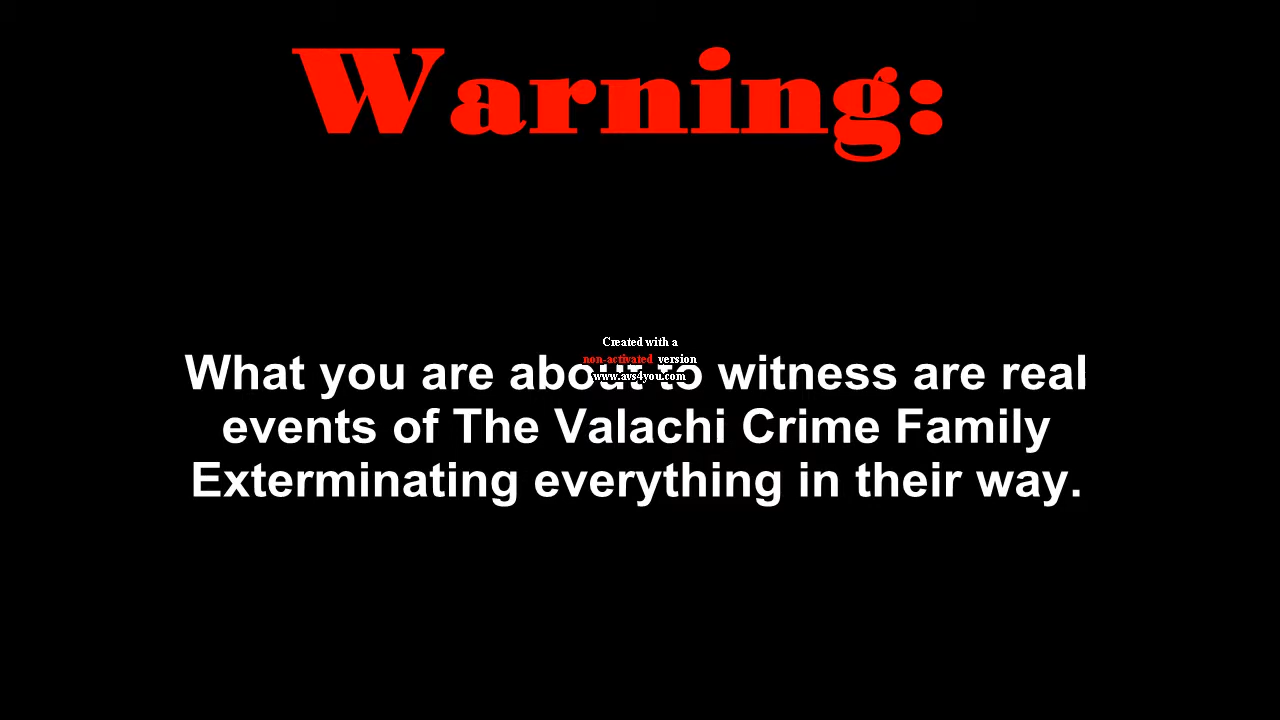 Warning:
Created with a
non-activated version
www.avs4you.com
What you are about to witness are real
events of The Valachi Crime Family
Exterminating everything in their way.